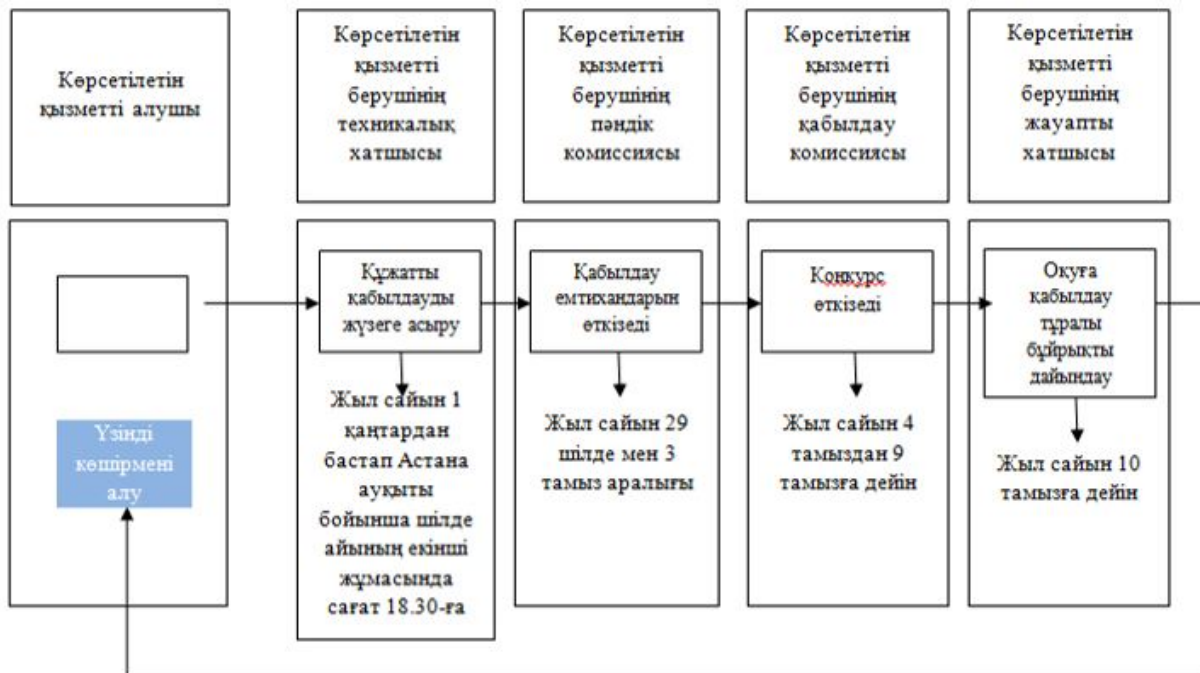 Көрсетілетін
қызметті алушы
Көрсетілетін
қызметті
берушінің
техникалық
хатшысы
Көрсетілетін
қызметті
берушінің
пәндік
комиссиясы
Көрсетілетін
қызметті
берушінің
қабылдау
комиссиясы
Көрсетілетін
қызметті
берушінің
жауапты
хатшысы
Үзінді
көшірмені
алу
Құжатты
қабылдауды
жүзеге асыру
Жыл сайын 1
қаңтардан
бастап Астана
ауқыты
бойынша шілде
айының екінші
жұмасында
сағат 18.30-ға
Қабылдау
емтихандарын
өткізеді
Жыл сайын 29
шілде мен 3
тамыз аралығы
Конкурс
өткізеді
Жыл сайын 4
тамыздан 9
тамызға дейін
Оқуға
қабылдау
тұралы
бұйрықты
дайындау
Жыл сайын 10
тамызға дейін